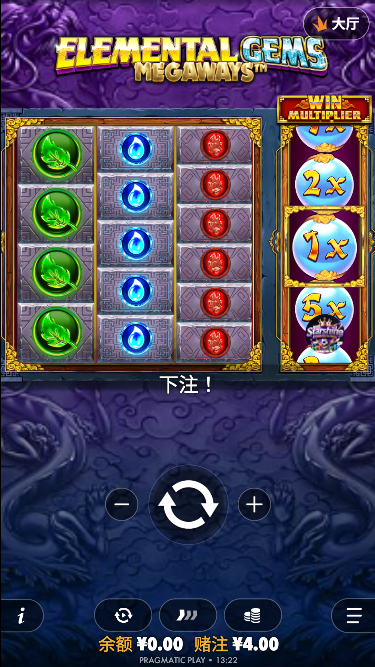 大厅
ELEMENTAL GEMS
MEGAWAYS™
WIN
MULTIPLIER
2x
1x
5x
Starshine
下注！
余额 ¥0.00 赌注 ¥4.00
PRAGMATIC PLAY • 13:22